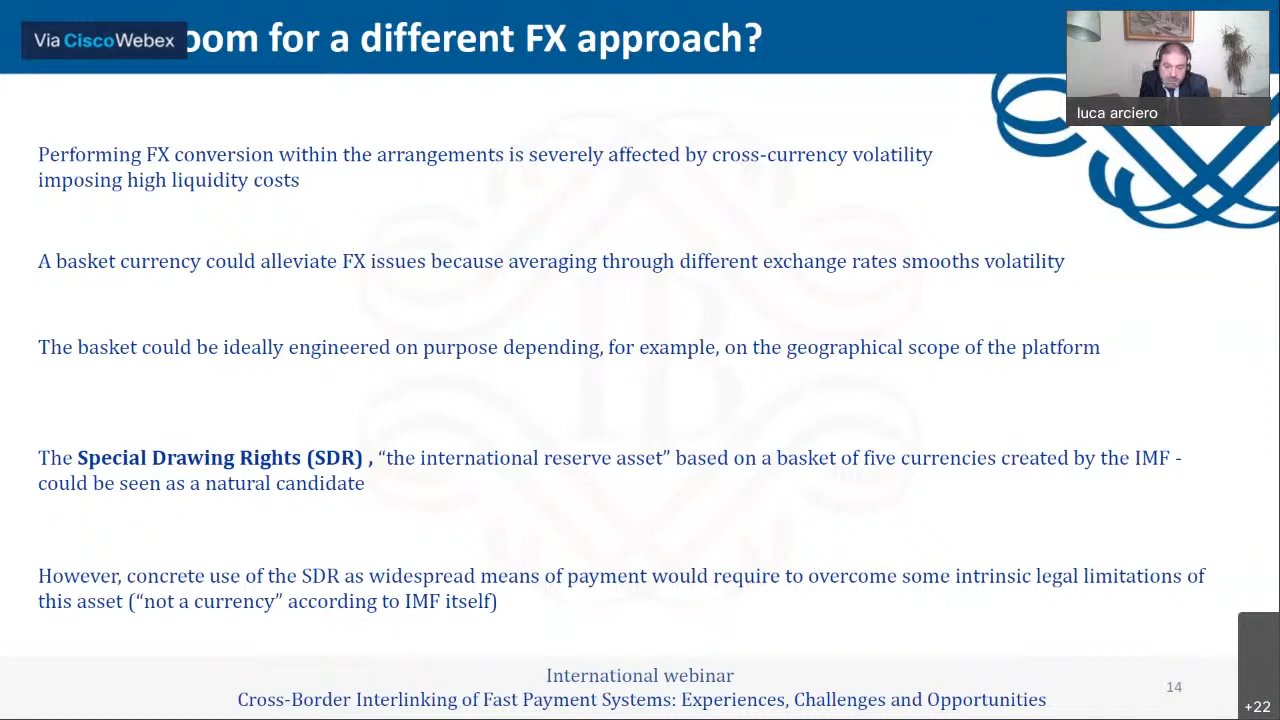 Via CiscoWebex
oom for a different FX approach?
luca arciero
Performing FX conversion within the arrangements is severely affected by cross-currency volatility
imposing high liquidity costs
A basket currency could alleviate FX issues because averaging through different exchange rates smooths volatility
The basket could be ideally engineered on purpose depending, for example, on the geographical scope of the platform
The Special Drawing Rights (SDR) , “the international reserve asset” based on a basket of five currencies created by the IMF -
could be seen as a natural candidate
However, concrete use of the SDR as widespread means of payment would require to overcome some intrinsic legal limitations of
this asset (“not a currency” according to IMF itself)
International webinar
Cross-Border Interlinking of Fast Payment Systems: Experiences, Challenges and Opportunities
14
+22